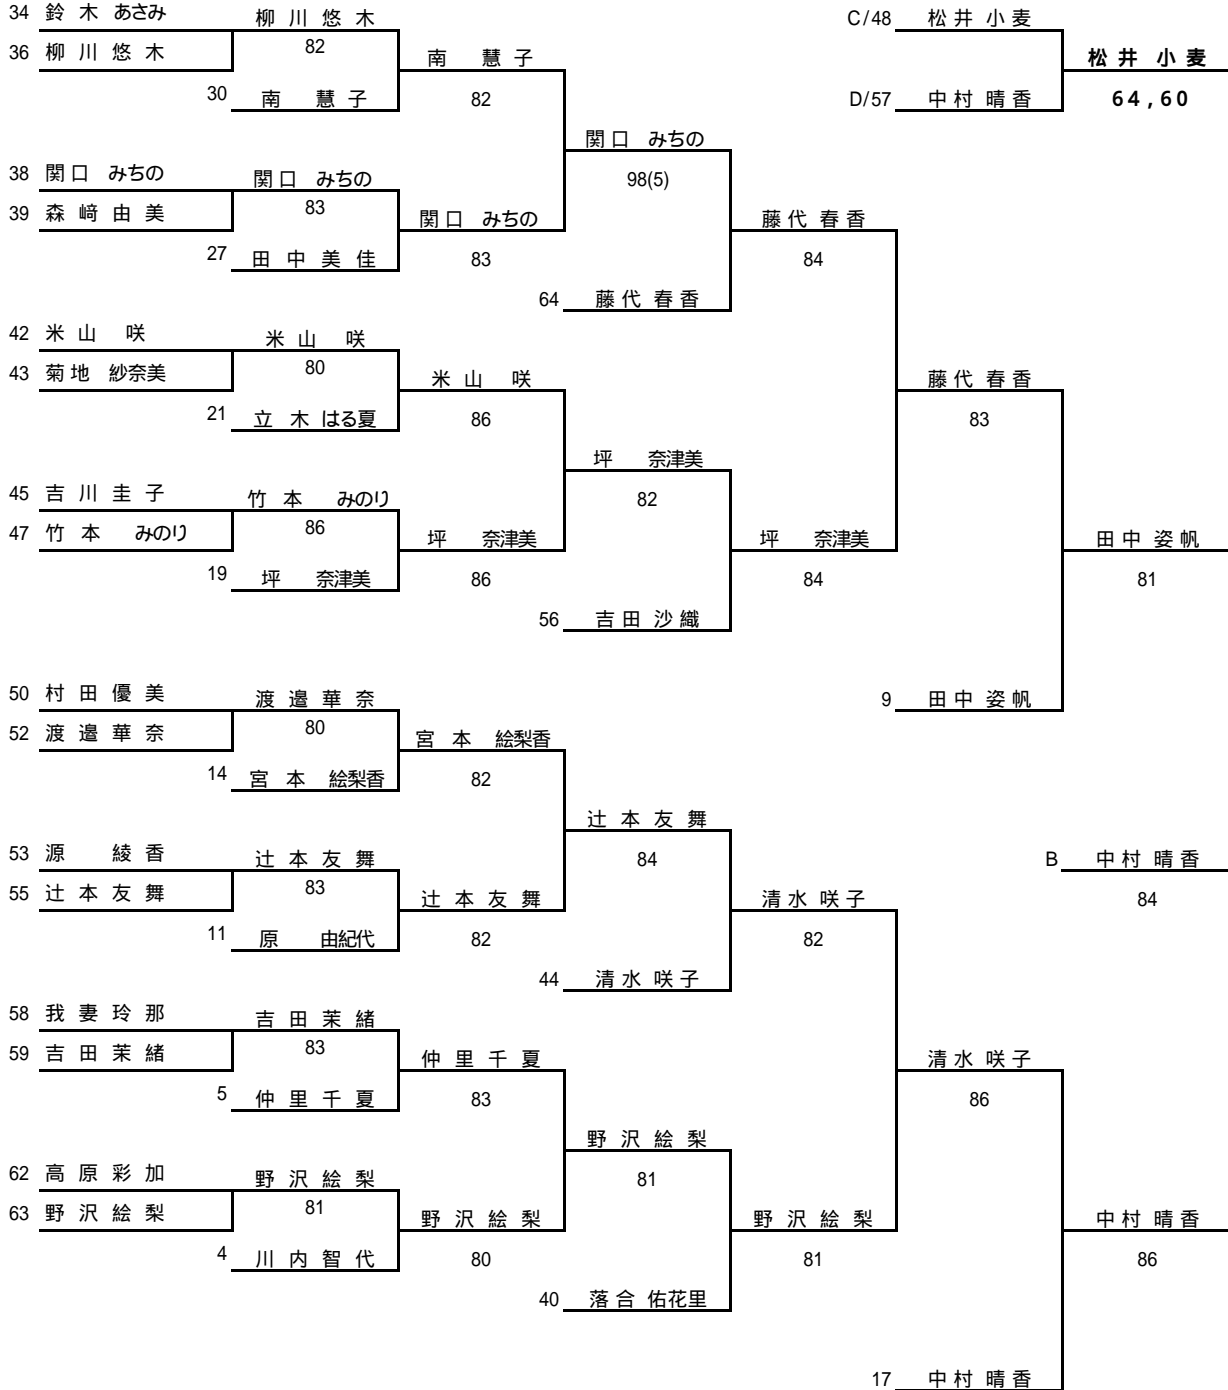 34 鈴木 あさみ 柳川悠木 C/48 松井小麦
36 柳川悠木 82 南 慧子 松井小麦
30 南 慧子 82 D/57 中村晴香 64,60
関口 みちの
38 関口 みちの 関口 みちの 98(5)
39 森﨑由美 83 関口 みちの 藤代春香
27 田中美佳 83 84
64 藤代春香
42 米山 咲 米山 咲
43 菊地 紗奈美 80 米山 咲 藤代春香
21 立木 はる夏 86 83
坪 奈津美
45 吉川圭子 竹本 みのり 82
47 竹本 みのり 86 坪 奈津美 坪 奈津美 田中姿帆
19 坪 奈津美 86 84 81
56 吉田沙織
50 村田優美 渡邉華奈 9 田中姿帆
52 渡邉華奈 80 宮本 絵梨香
14 宮本 絵梨香 82
辻本友舞
53 源 綾香 辻本友舞 84 B 中村晴香
55 辻本友舞 83 辻本友舞 清水咲子 84
11 原 由紀代 82 82
44 清水咲子
58 我妻玲那 吉田茉緒
59 吉田茉緒 83 仲里千夏 清水咲子
5 仲里千夏 83 86
野沢絵梨
62 高原彩加 野沢絵梨 81
63 野沢絵梨 81 野沢絵梨 野沢絵梨 中村晴香
4 川内智代 80 81 86
40 落合 佑花里
17 中村晴香